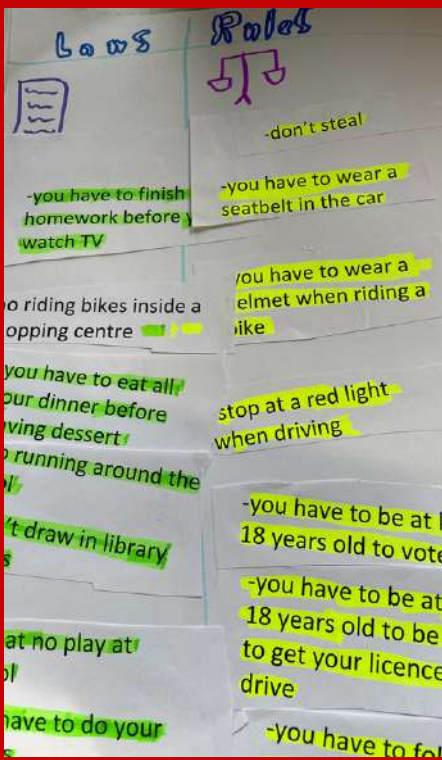 Laws
Rules
-you have to finish
homework before
watch TV
riding bikes inside a
opping centre
you have to eat all
our dinner before
ving dessert
running around the
't draw in library
at no play at
have to do your
-don't steal
-you have to wear a
seatbelt in the car
you have to wear a
elmet when riding a
ike
stop at a red light
when driving
-you have to be at
18 years old to vote
-you have to be at
18 years old to be
to get your licence
drive
-you have to fol